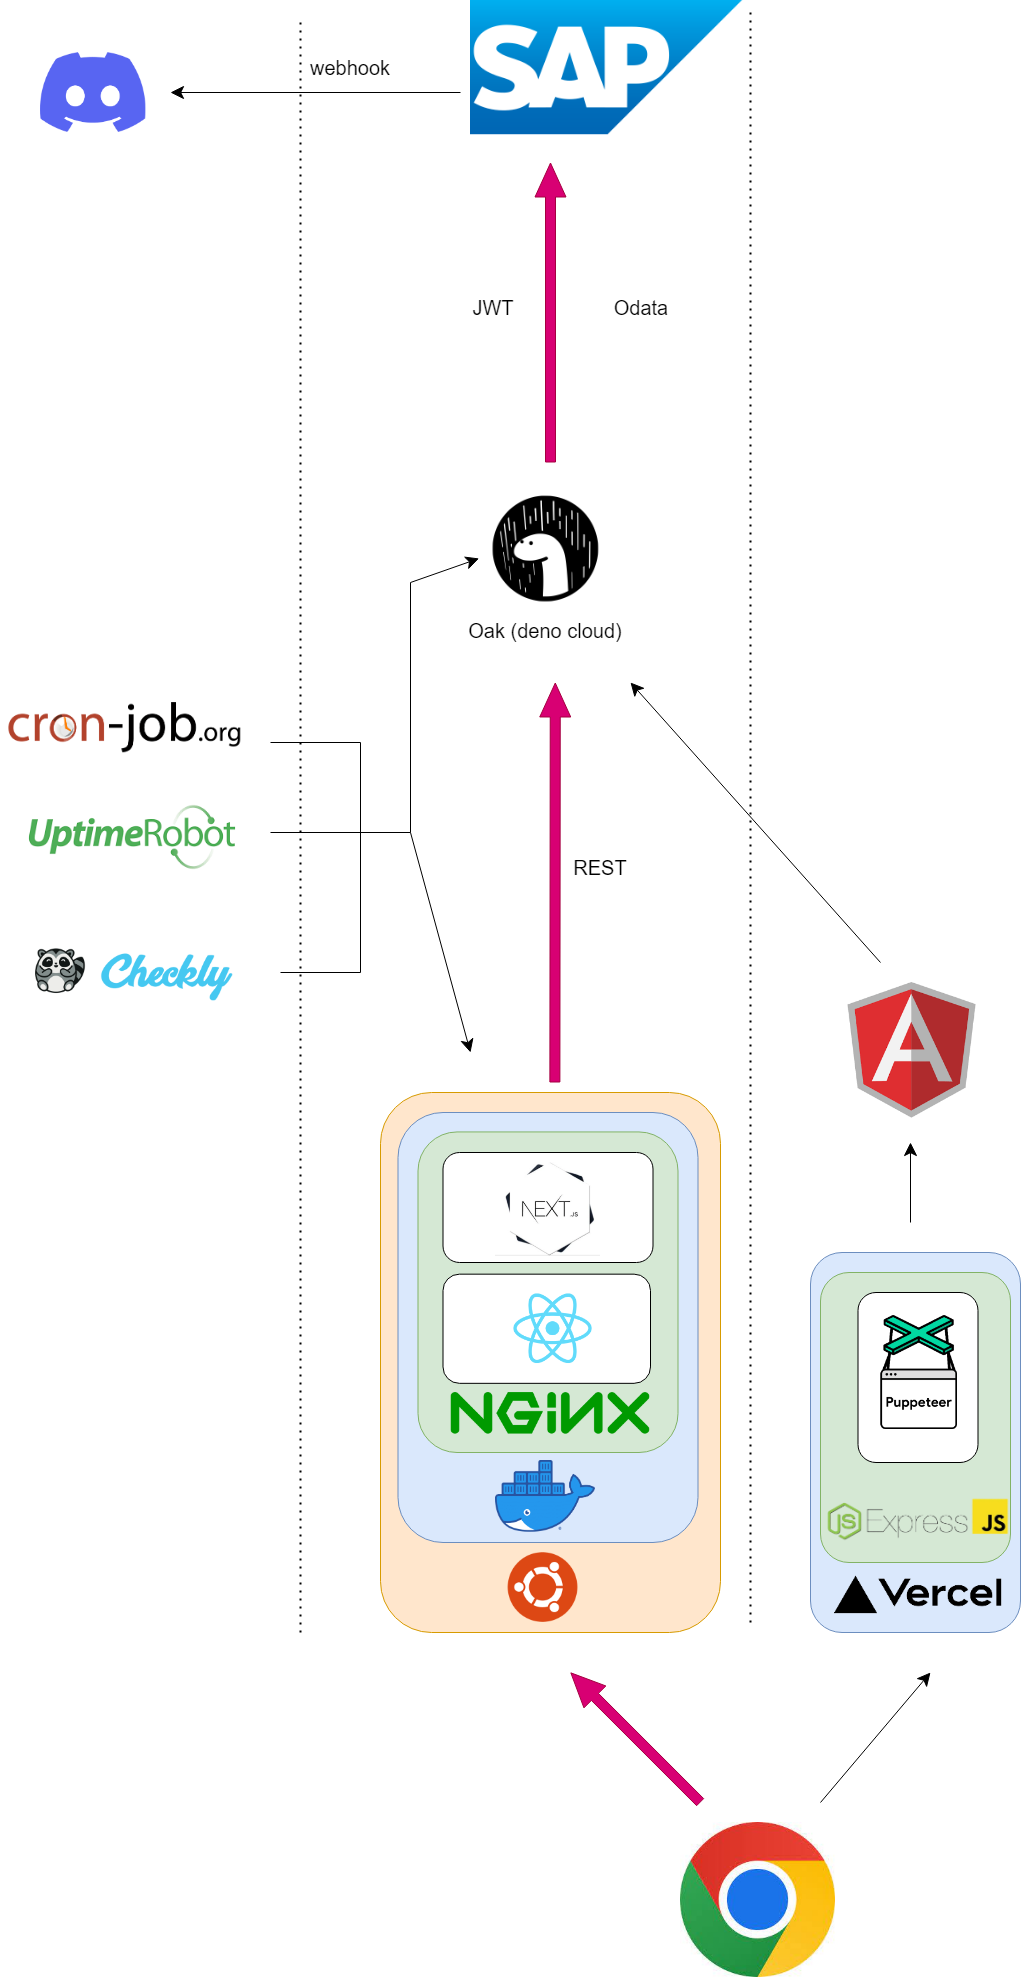 SAP
webhook
JWT
Odata
Oak (deno cloud)
cron-job.org
UptimeRobot
Checkly
REST
A
NEXT.JS
NGINX
Puppeteer
JS Express JS
Vercel